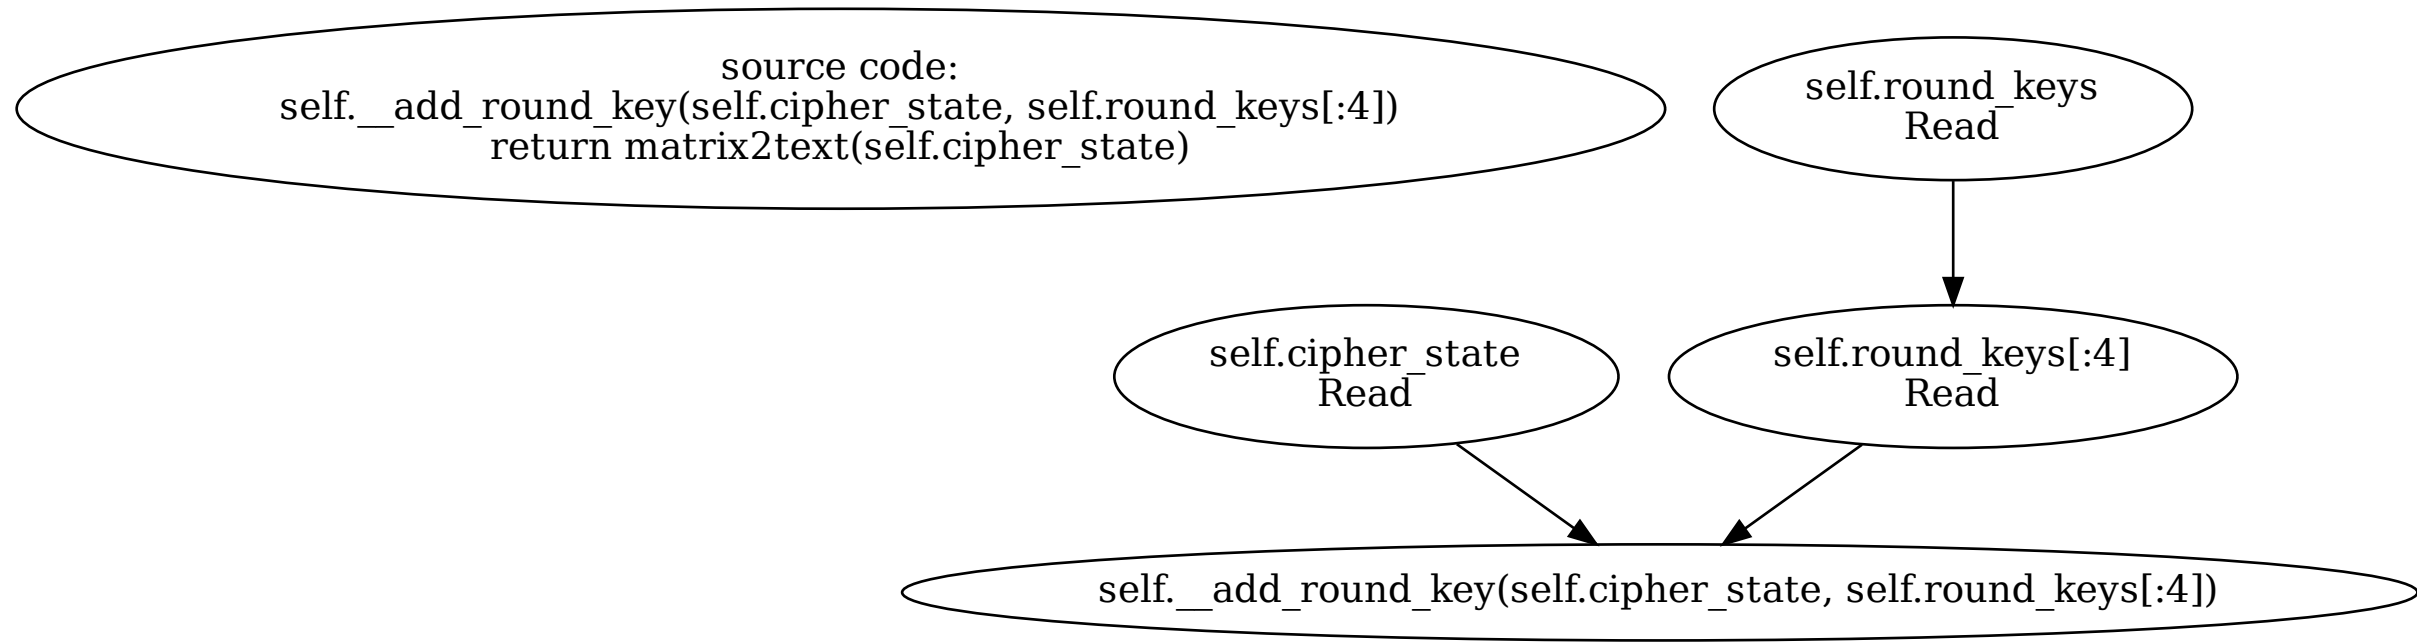 source code:
self.__add_round_key(self.cipher_state, self.round_keys[:4])
return matrix2text(self.cipher_state)
self.round_keys
Read
self.cipher_state
Read
self.round_keys[:4]
Read
self.__add_round_key(self.cipher_state, self.round_keys[:4])